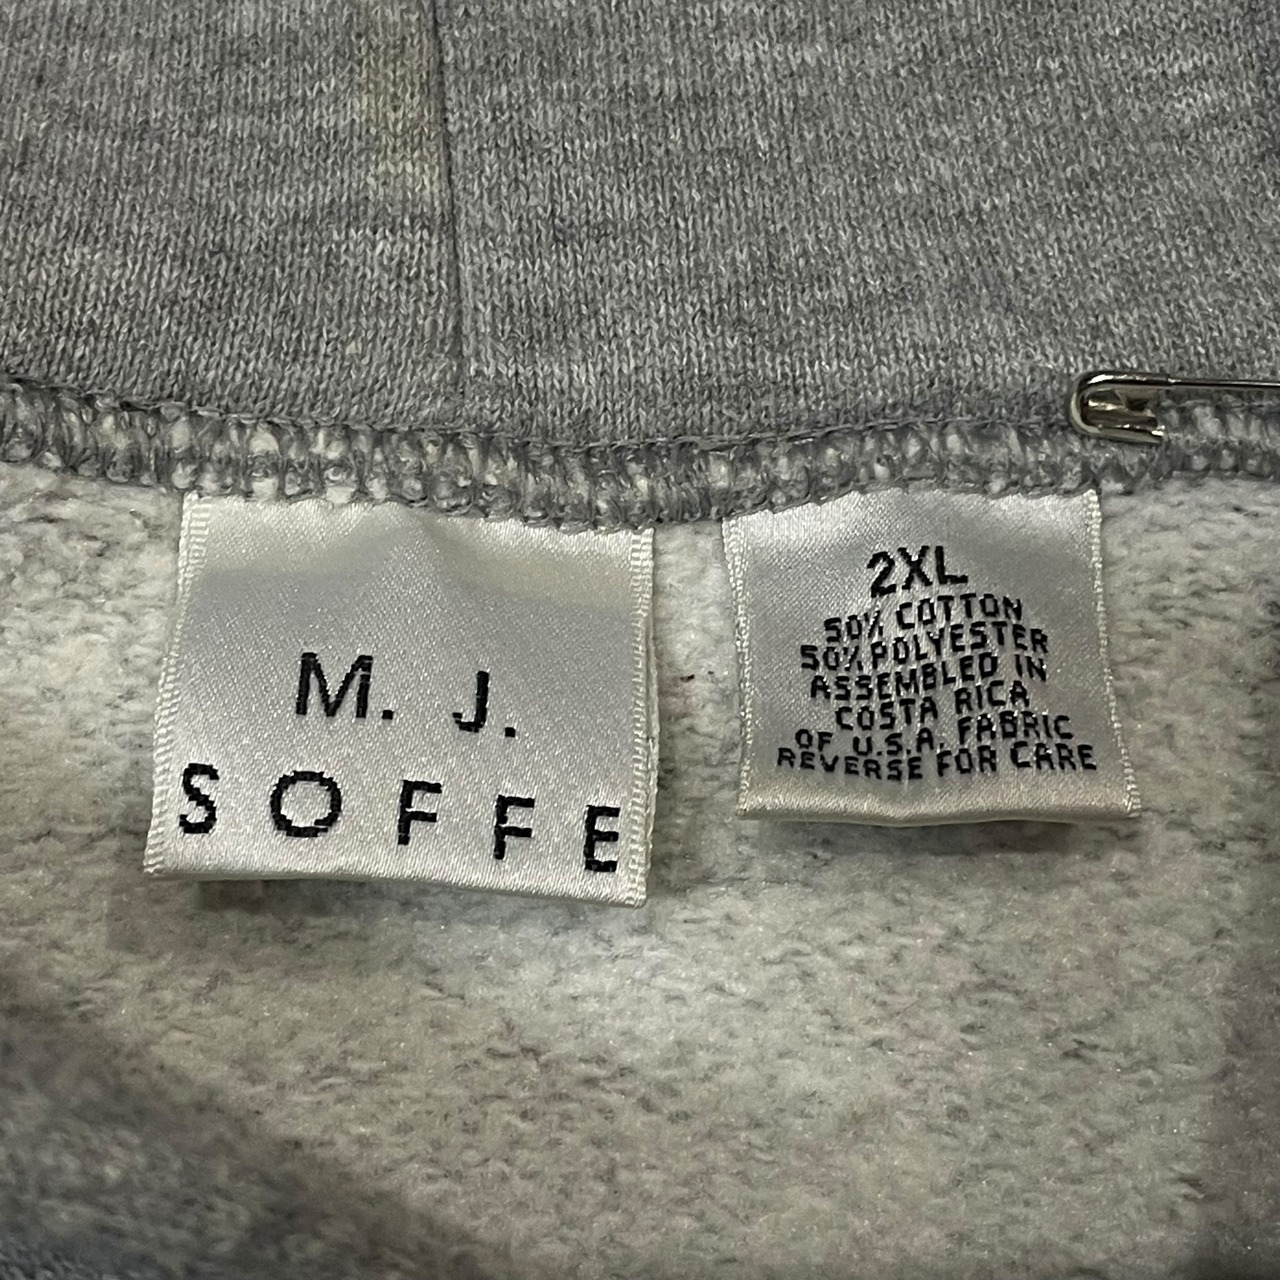 M. J.
SOFFE
2XL
50% COTTON
50% POLYESTER
ASSEMBLED IN
COSTA RICA
OF U.S.A. FABRIC
REVERSE FOR CARE